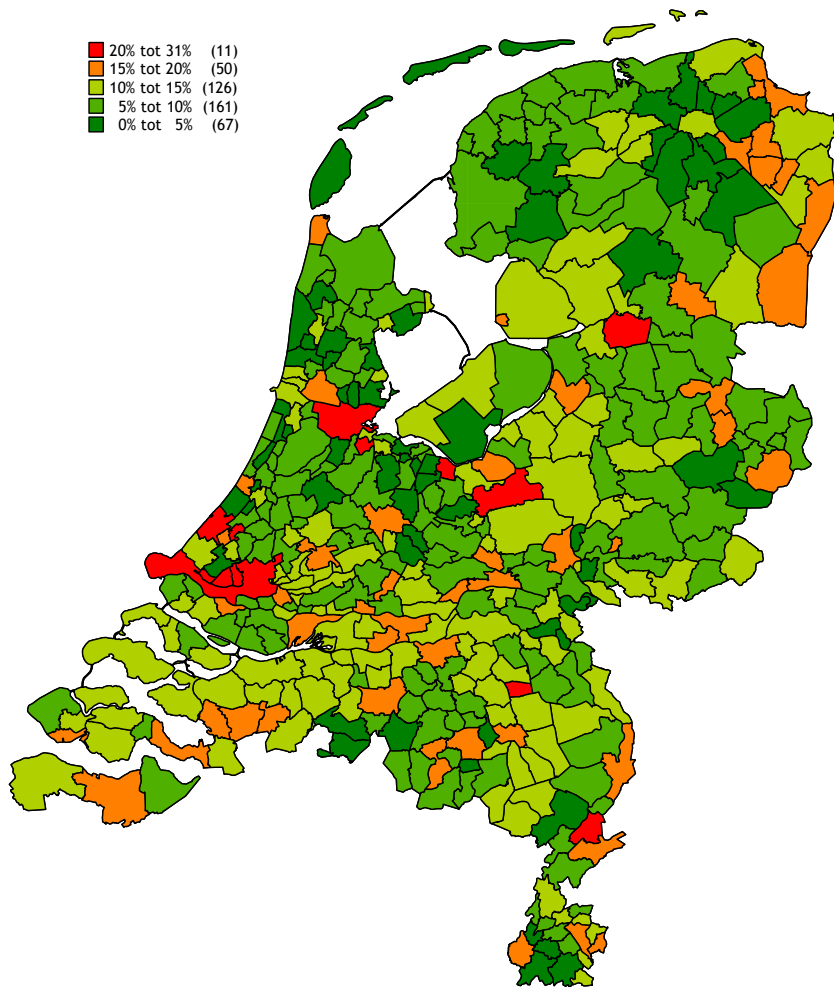 20% tot 31% (11)
15% tot 20% (50)
10% tot 15% (126)
5% tot 10% (161)
0% tot 5% (67)